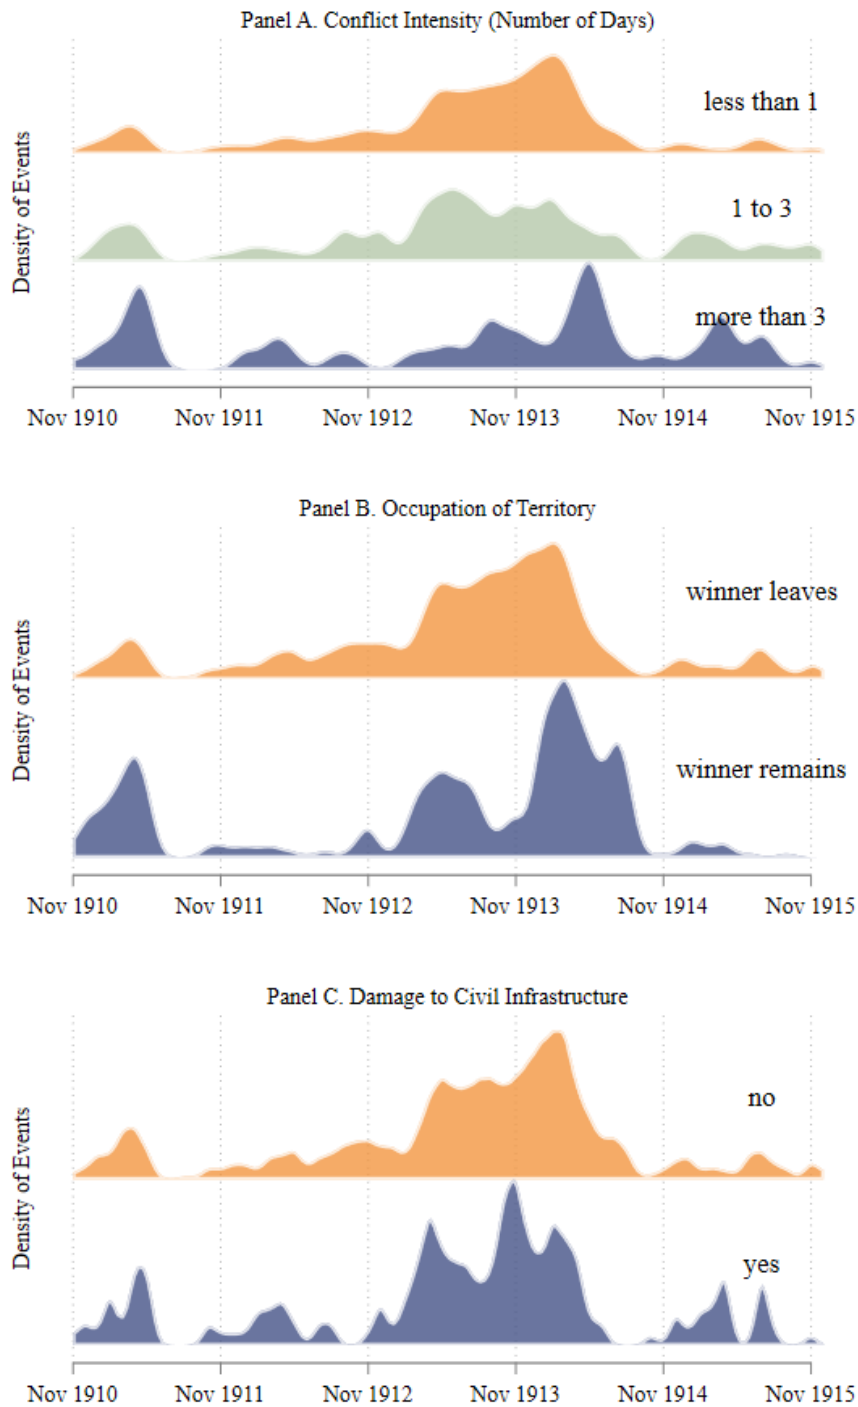 Panel A. Conflict Intensity (Number of Days)
less than 1
1 to 3
more than 3
Density of Events
Nov 1910 Nov 1911 Nov 1912 Nov 1913 Nov 1914 Nov 1915
Panel B. Occupation of Territory
winner leaves
winner remains
Density of Events
Nov 1910 Nov 1911 Nov 1912 Nov 1913 Nov 1914 Nov 1915
Panel C. Damage to Civil Infrastructure
no
yes
Density of Events
Nov 1910 Nov 1911 Nov 1912 Nov 1913 Nov 1914 Nov 1915